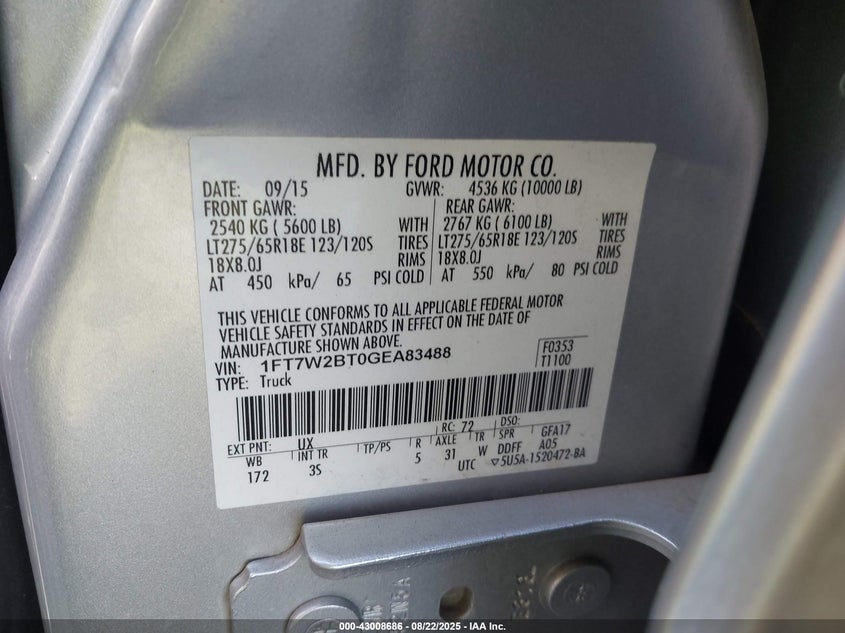 MFD. BY FORD MOTOR CO.
DATE: 09/15 GVWR: 4536 KG (10000 LB)
FRONT GAWR: REAR GAWR:
2540 KG ( 5600 LB) WITH 2767 KG ( 6100 LB) WITH
LT275/65R18E 123/120S TIRES LT275/65R18E 123/120S TIRES
18X8.0J RIMS 18X8.0J RIMS
AT 450 kPa/ 65 PSI COLD AT 550 kPa/ 80 PSI COLD
THIS VEHICLE CONFORMS TO ALL APPLICABLE FEDERAL MOTOR
VEHICLE SAFETY STANDARDS IN EFFECT ON THE DATE OF
MANUFACTURE SHOWN ABOVE.
VIN: 1FT7W2BT0GEA83488 F0353
TYPE: Truck T1100
EXT PNT: UX RC: 72 DSO:
WB INT TR TP/PS R AXLE TR SPR GFA17
172 3S 5 31 W DDFF A05
UTC ▽5U5A-1520472-BA
000-43008686 - 08/22/2025 - IAA Inc.